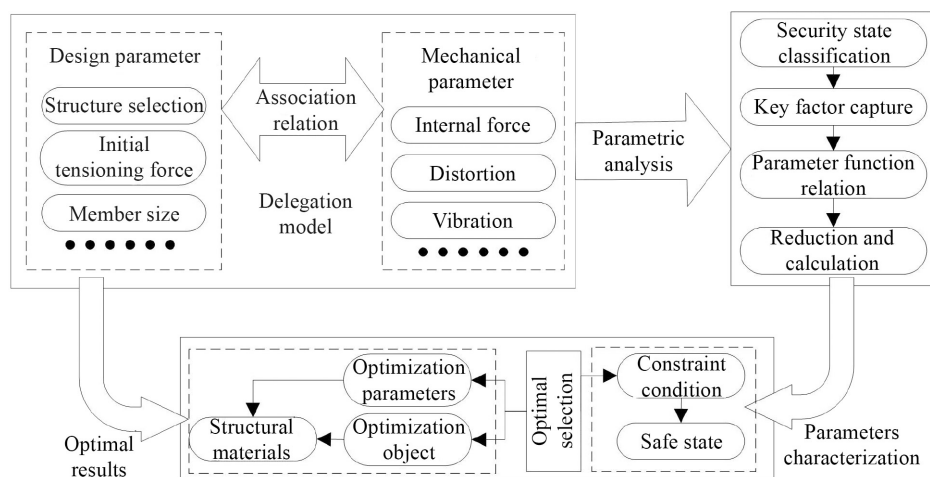 Design parameter
Structure selection
Initial
tensioning force
Member size
Association
relation
Delegation
model
Mechanical
parameter
Internal force
Distortion
Vibration
Parametric
analysis
Security state
classification
Key factor capture
Parameter function
relation
Reduction and
calculation
Optimal
results
Structural
materials
Optimization
parameters
Optimization
object
Optimal
selection
Constraint
condition
Safe state
Parameters
characterization